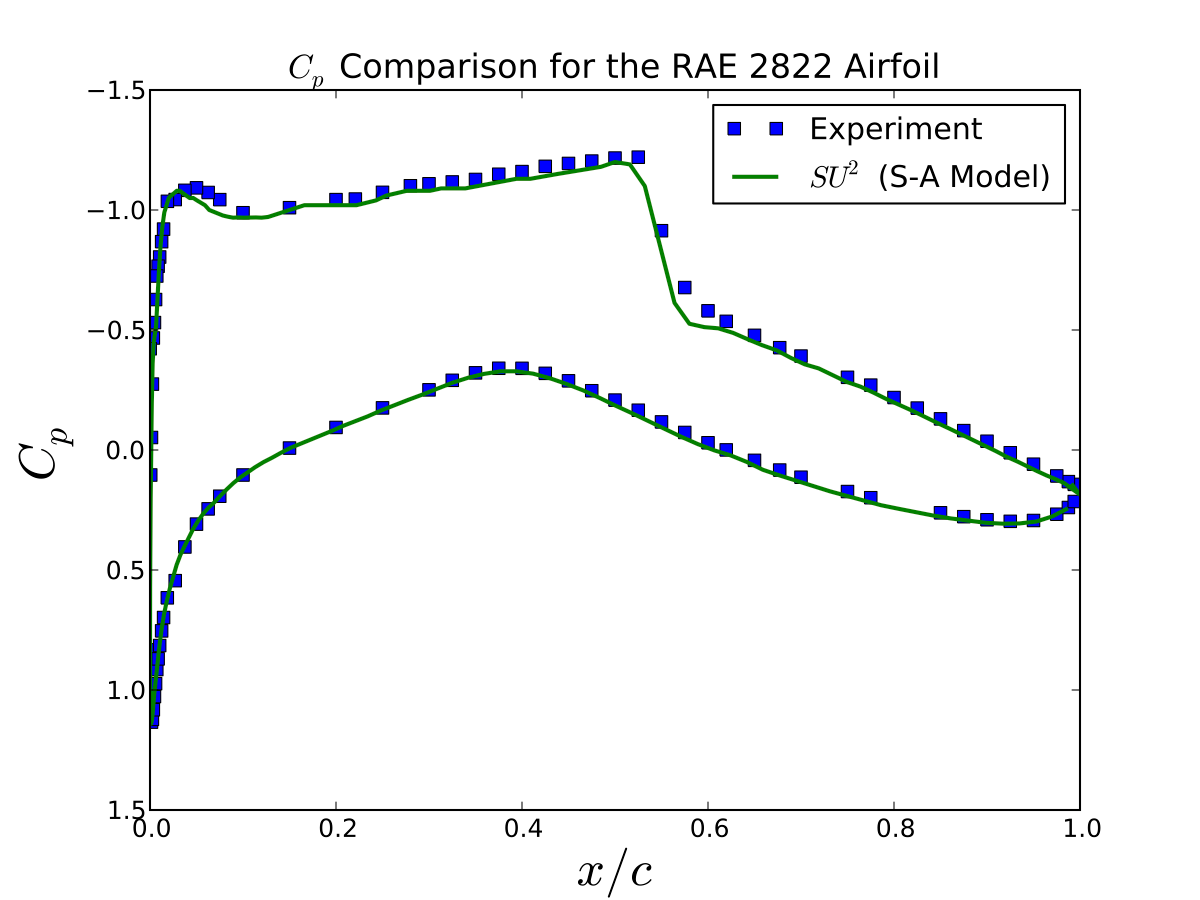 Cp Comparison for the RAE 2822 Airfoil
−1.5
Experiment
SU² (S-A Model)
−1.0
−0.5
0.0
0.5
1.0
1.5
Cp
0.0 0.2 0.4 0.6 0.8 1.0
x/c